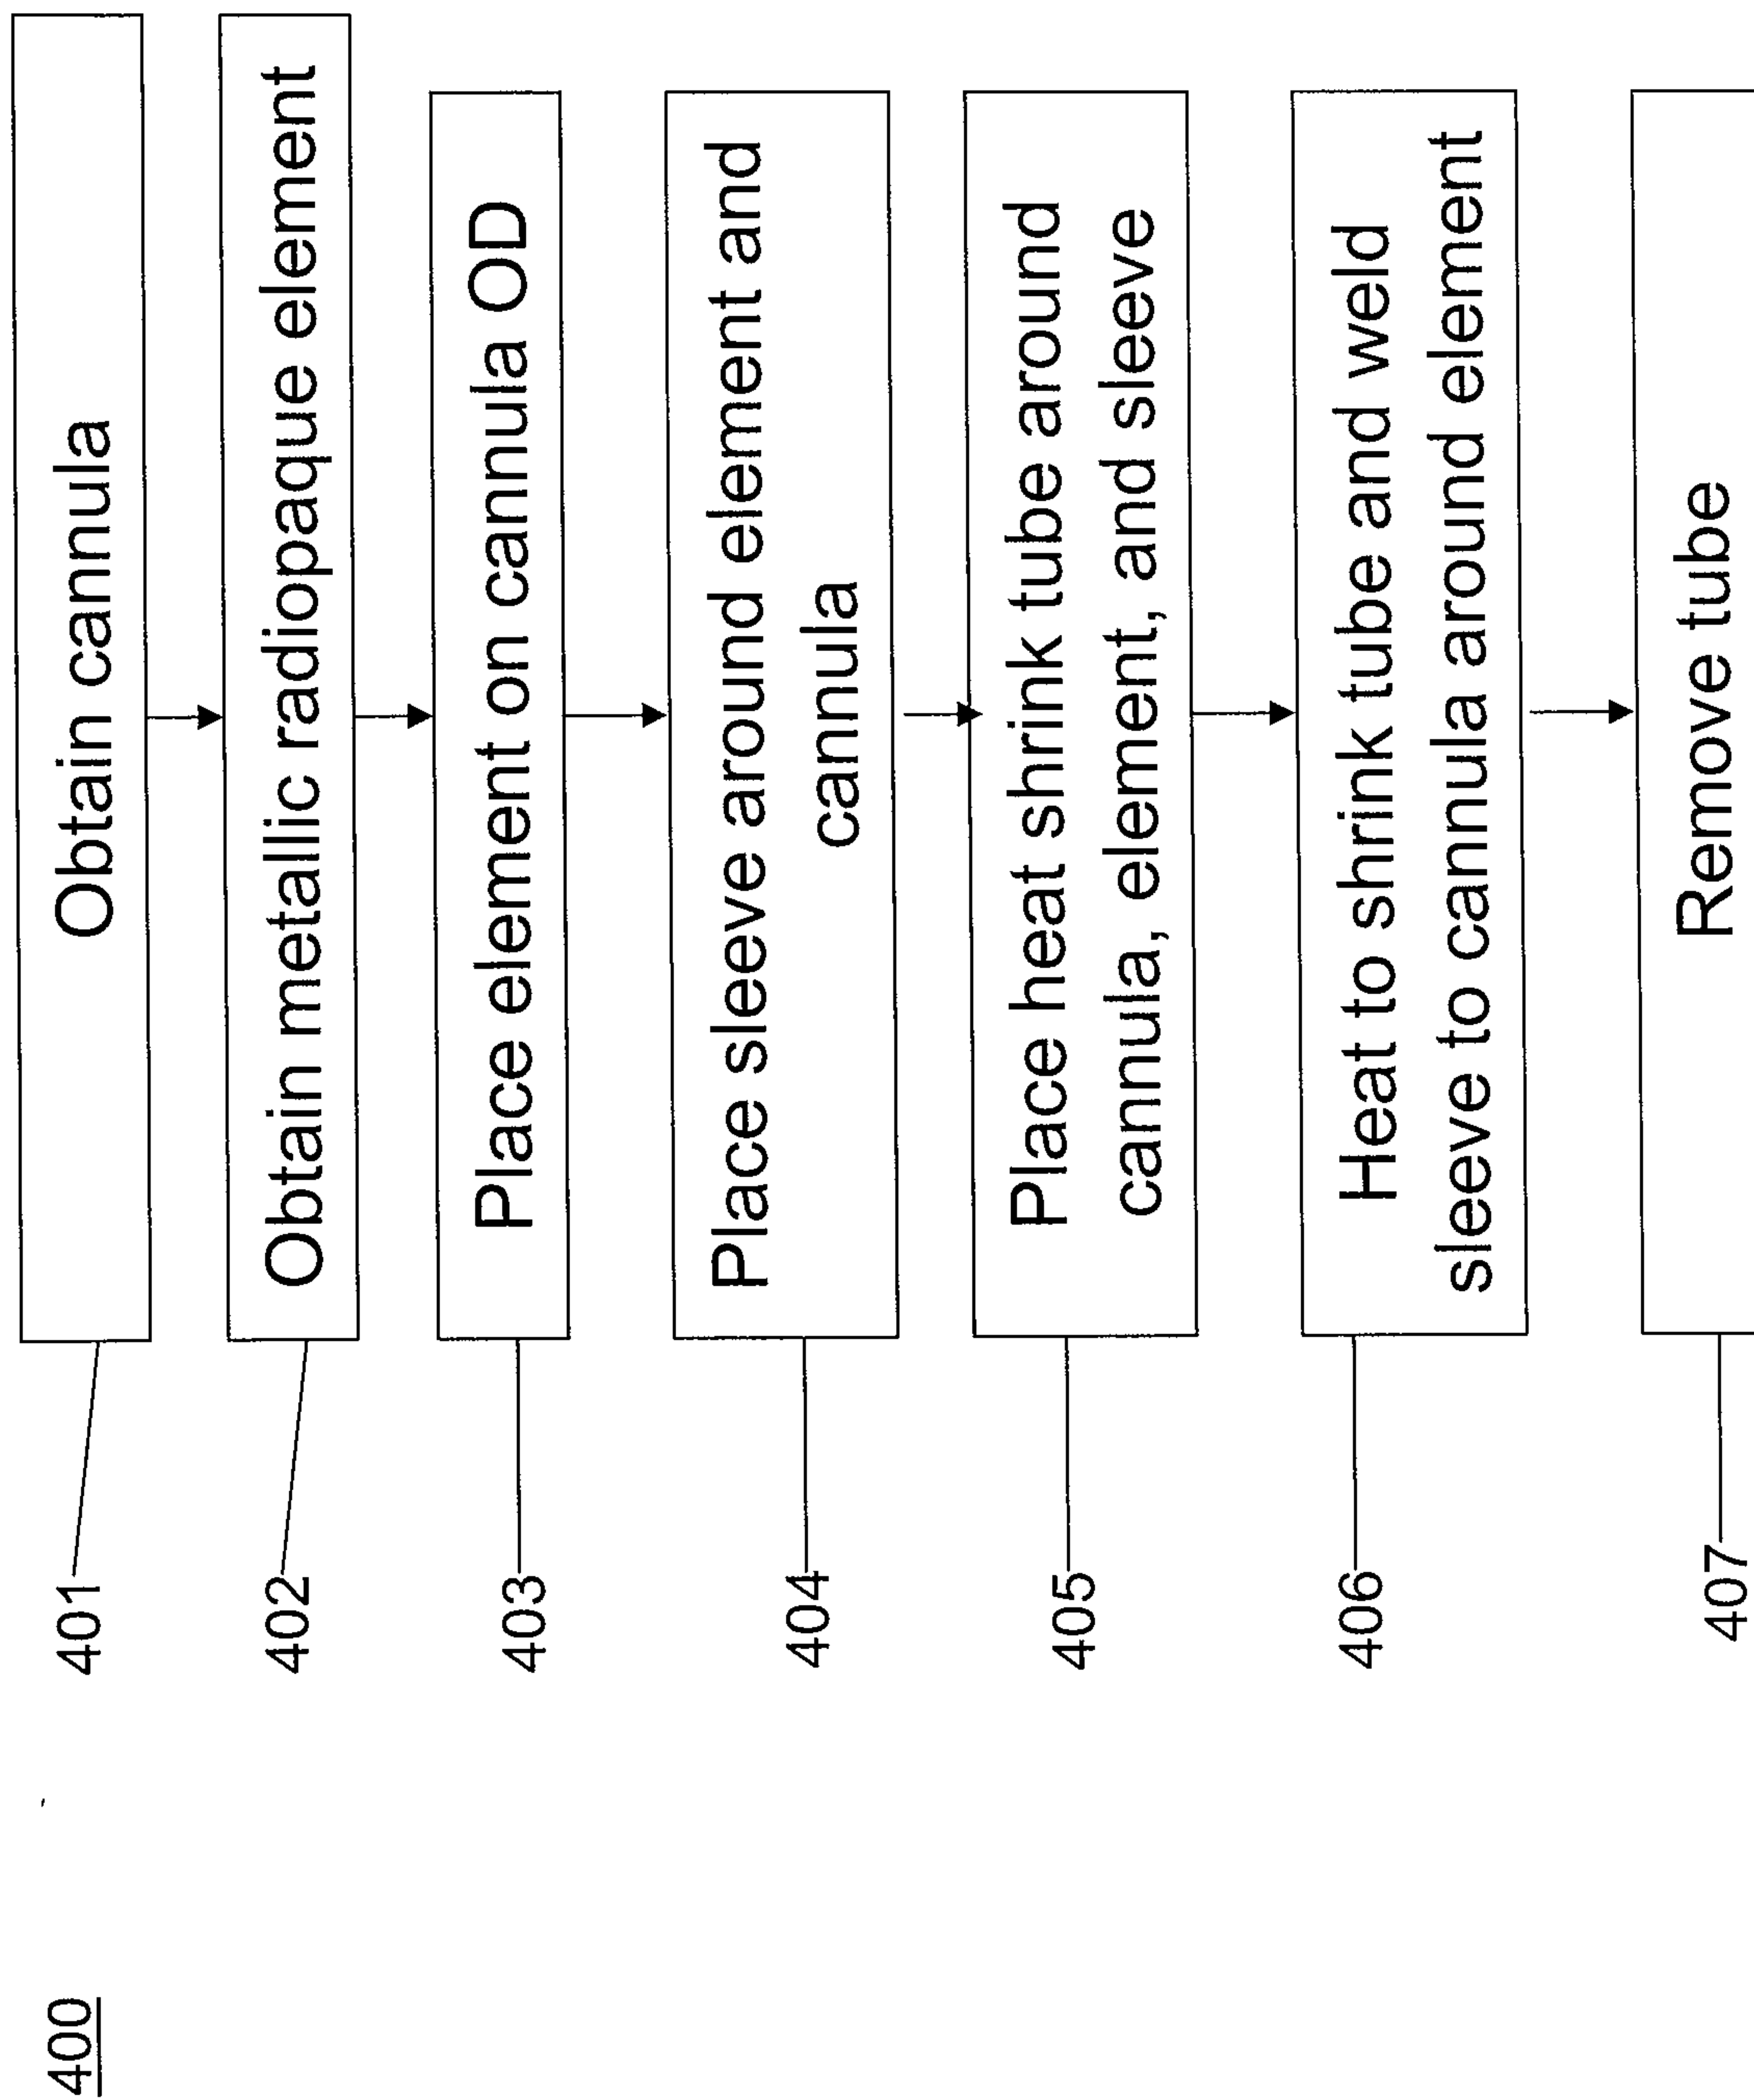 400
401
Obtain cannula
402
Obtain metallic radiopaque element
403
Place element on cannula OD
404
Place sleeve around element and
cannula
405
Place heat shrink tube around
cannula, element, and sleeve
406
Heat to shrink tube and weld
sleeve to cannula around element
407
Remove tube